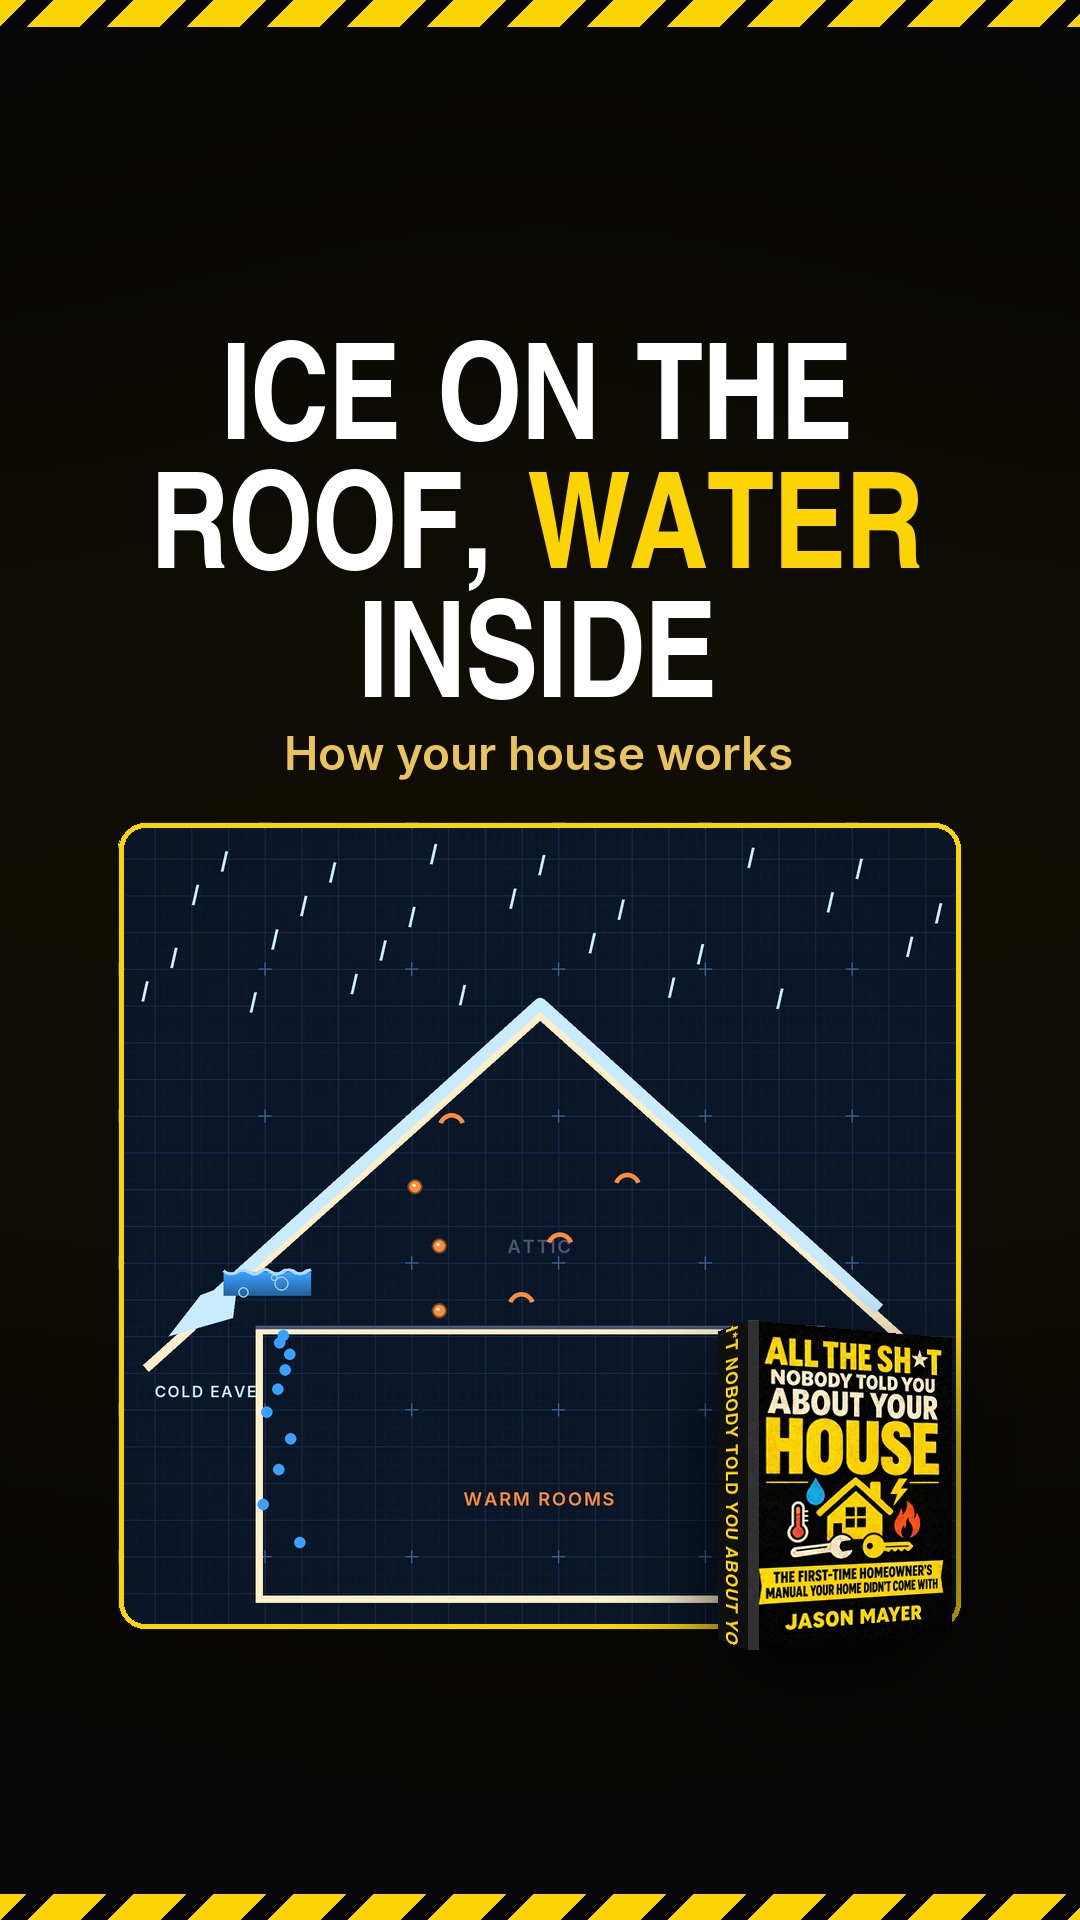 ICE ON THE
ROOF, WATER
INSIDE
How your house works
ATTIC
COLD EAVE
WARM ROOMS
NOBODY TOLD YOU ABOUT
ALL THE SH★T
NOBODY TOLD YOU
ABOUT YOUR
HOUSE
THE FIRST-TIME HOMEOWNER'S
MANUAL YOUR HOME DIDN'T COME WITH
JASON MAYER